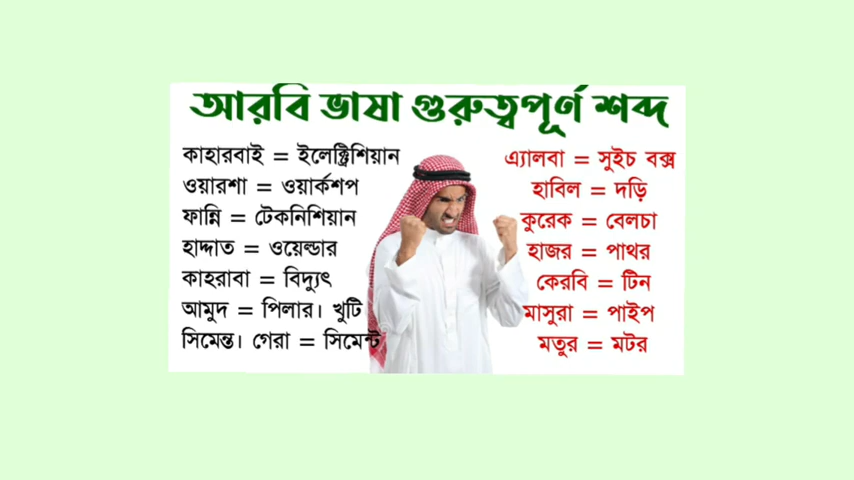 আরবি ভাষা গুরুত্বপূর্ণ শব্দ
কাহারবাই = ইলেক্ট্রিশিয়ান
ওয়ারশা = ওয়ার্কশপ
ফান্নি = টেকনিশিয়ান
হাদ্দাত = ওয়েল্ডার
কাহরাবা = বিদ্যুৎ
আমুদ = পিলার। খুটি
সিমেন্ত। গেরা = সিমেন্ট
এ্যালবা = সুইচ বক্স
হাবিল = দড়ি
কুরেক = বেলচা
হাজর = পাথর
কেরবি = টিন
মাসুরা = পাইপ
মতুর = মটর